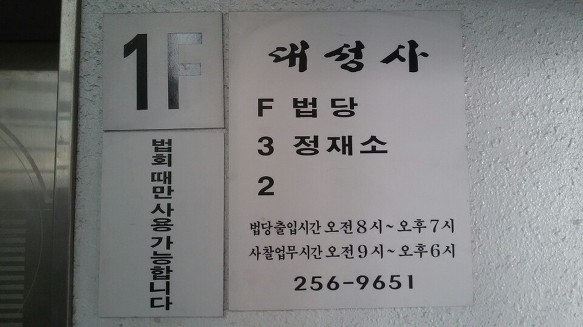 1F
법회 때만 사용 가능합니다
대성사
F 법당
3 정재소
2
법당출입시간 오전 8시~오후 7시
사찰업무시간 오전 9시~오후 6시
256-9651